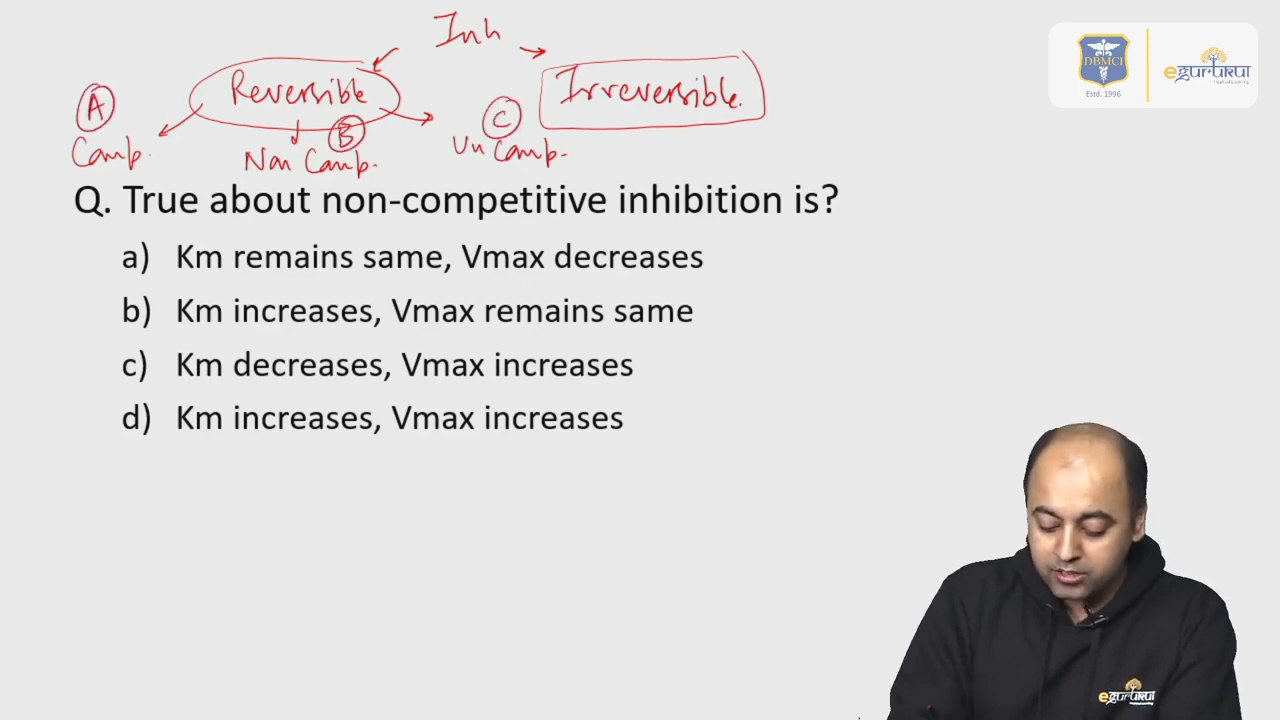 Inh
Reversible
Irreversible.
A
B
C
Comp.
Non Comp.
Un Comp.
Q. True about non-competitive inhibition is?
a) Km remains same, Vmax decreases
b) Km increases, Vmax remains same
c) Km decreases, Vmax increases
d) Km increases, Vmax increases
DBMCI
Estd. 1996
egurukul
egurukul